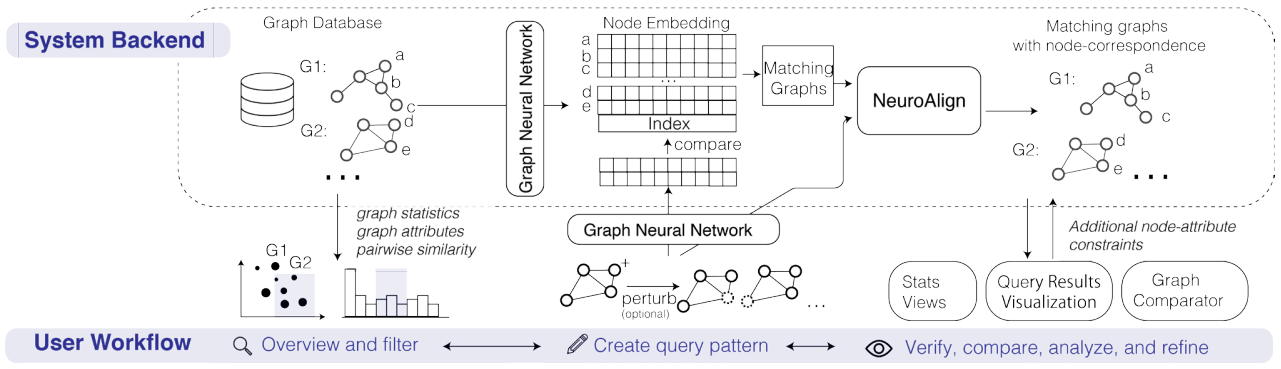 System Backend
Graph Database
G1:
a
b
c
G2:
d
e
...
Graph Neural Network
Node Embedding
a
b
c
...
d
e
Index
compare
Matching
Graphs
NeuroAlign
Matching graphs
with node-correspondence
G1:
a
b
c
G2:
d
e
...
graph statistics
graph attributes
pairwise similarity
G1
G2
Graph Neural Network
+
perturb
(optional)
...
Additional node-attribute
constraints
Stats
Views
Query Results
Visualization
Graph
Comparator
User Workflow
Overview and filter
Create query pattern
Verify, compare, analyze, and refine